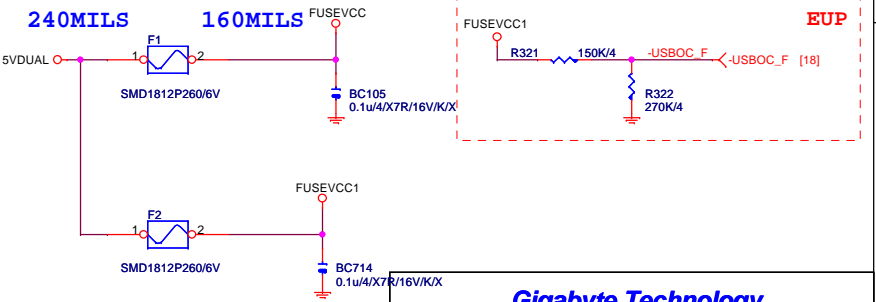 240MILS
160MILS
FUSEVCC
5VDUAL
F1
1
2
SMD1812P260/6V
BC105
0.1u/4/X7R/16V/K/X
FUSEVCC1
EUP
R321
150K/4
-USBOC_F
-USBOC_F [18]
R322
270K/4
FUSEVCC1
F2
1
2
SMD1812P260/6V
BC714
0.1u/4/X7R/16V/K/X
Gigabyte Technology